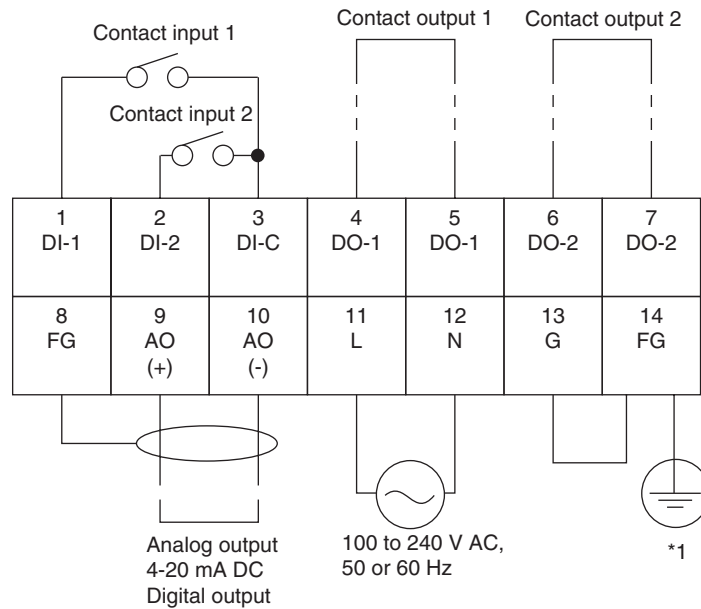 Contact input 1
Contact output 1
Contact output 2
Contact input 2
1 2 3 4 5 6 7
DI-1 DI-2 DI-C DO-1 DO-1 DO-2 DO-2
8 9 10 11 12 13 14
FG AO AO L N G FG
(+) (-)
Analog output
4-20 mA DC
Digital output
100 to 240 V AC,
50 or 60 Hz
*1